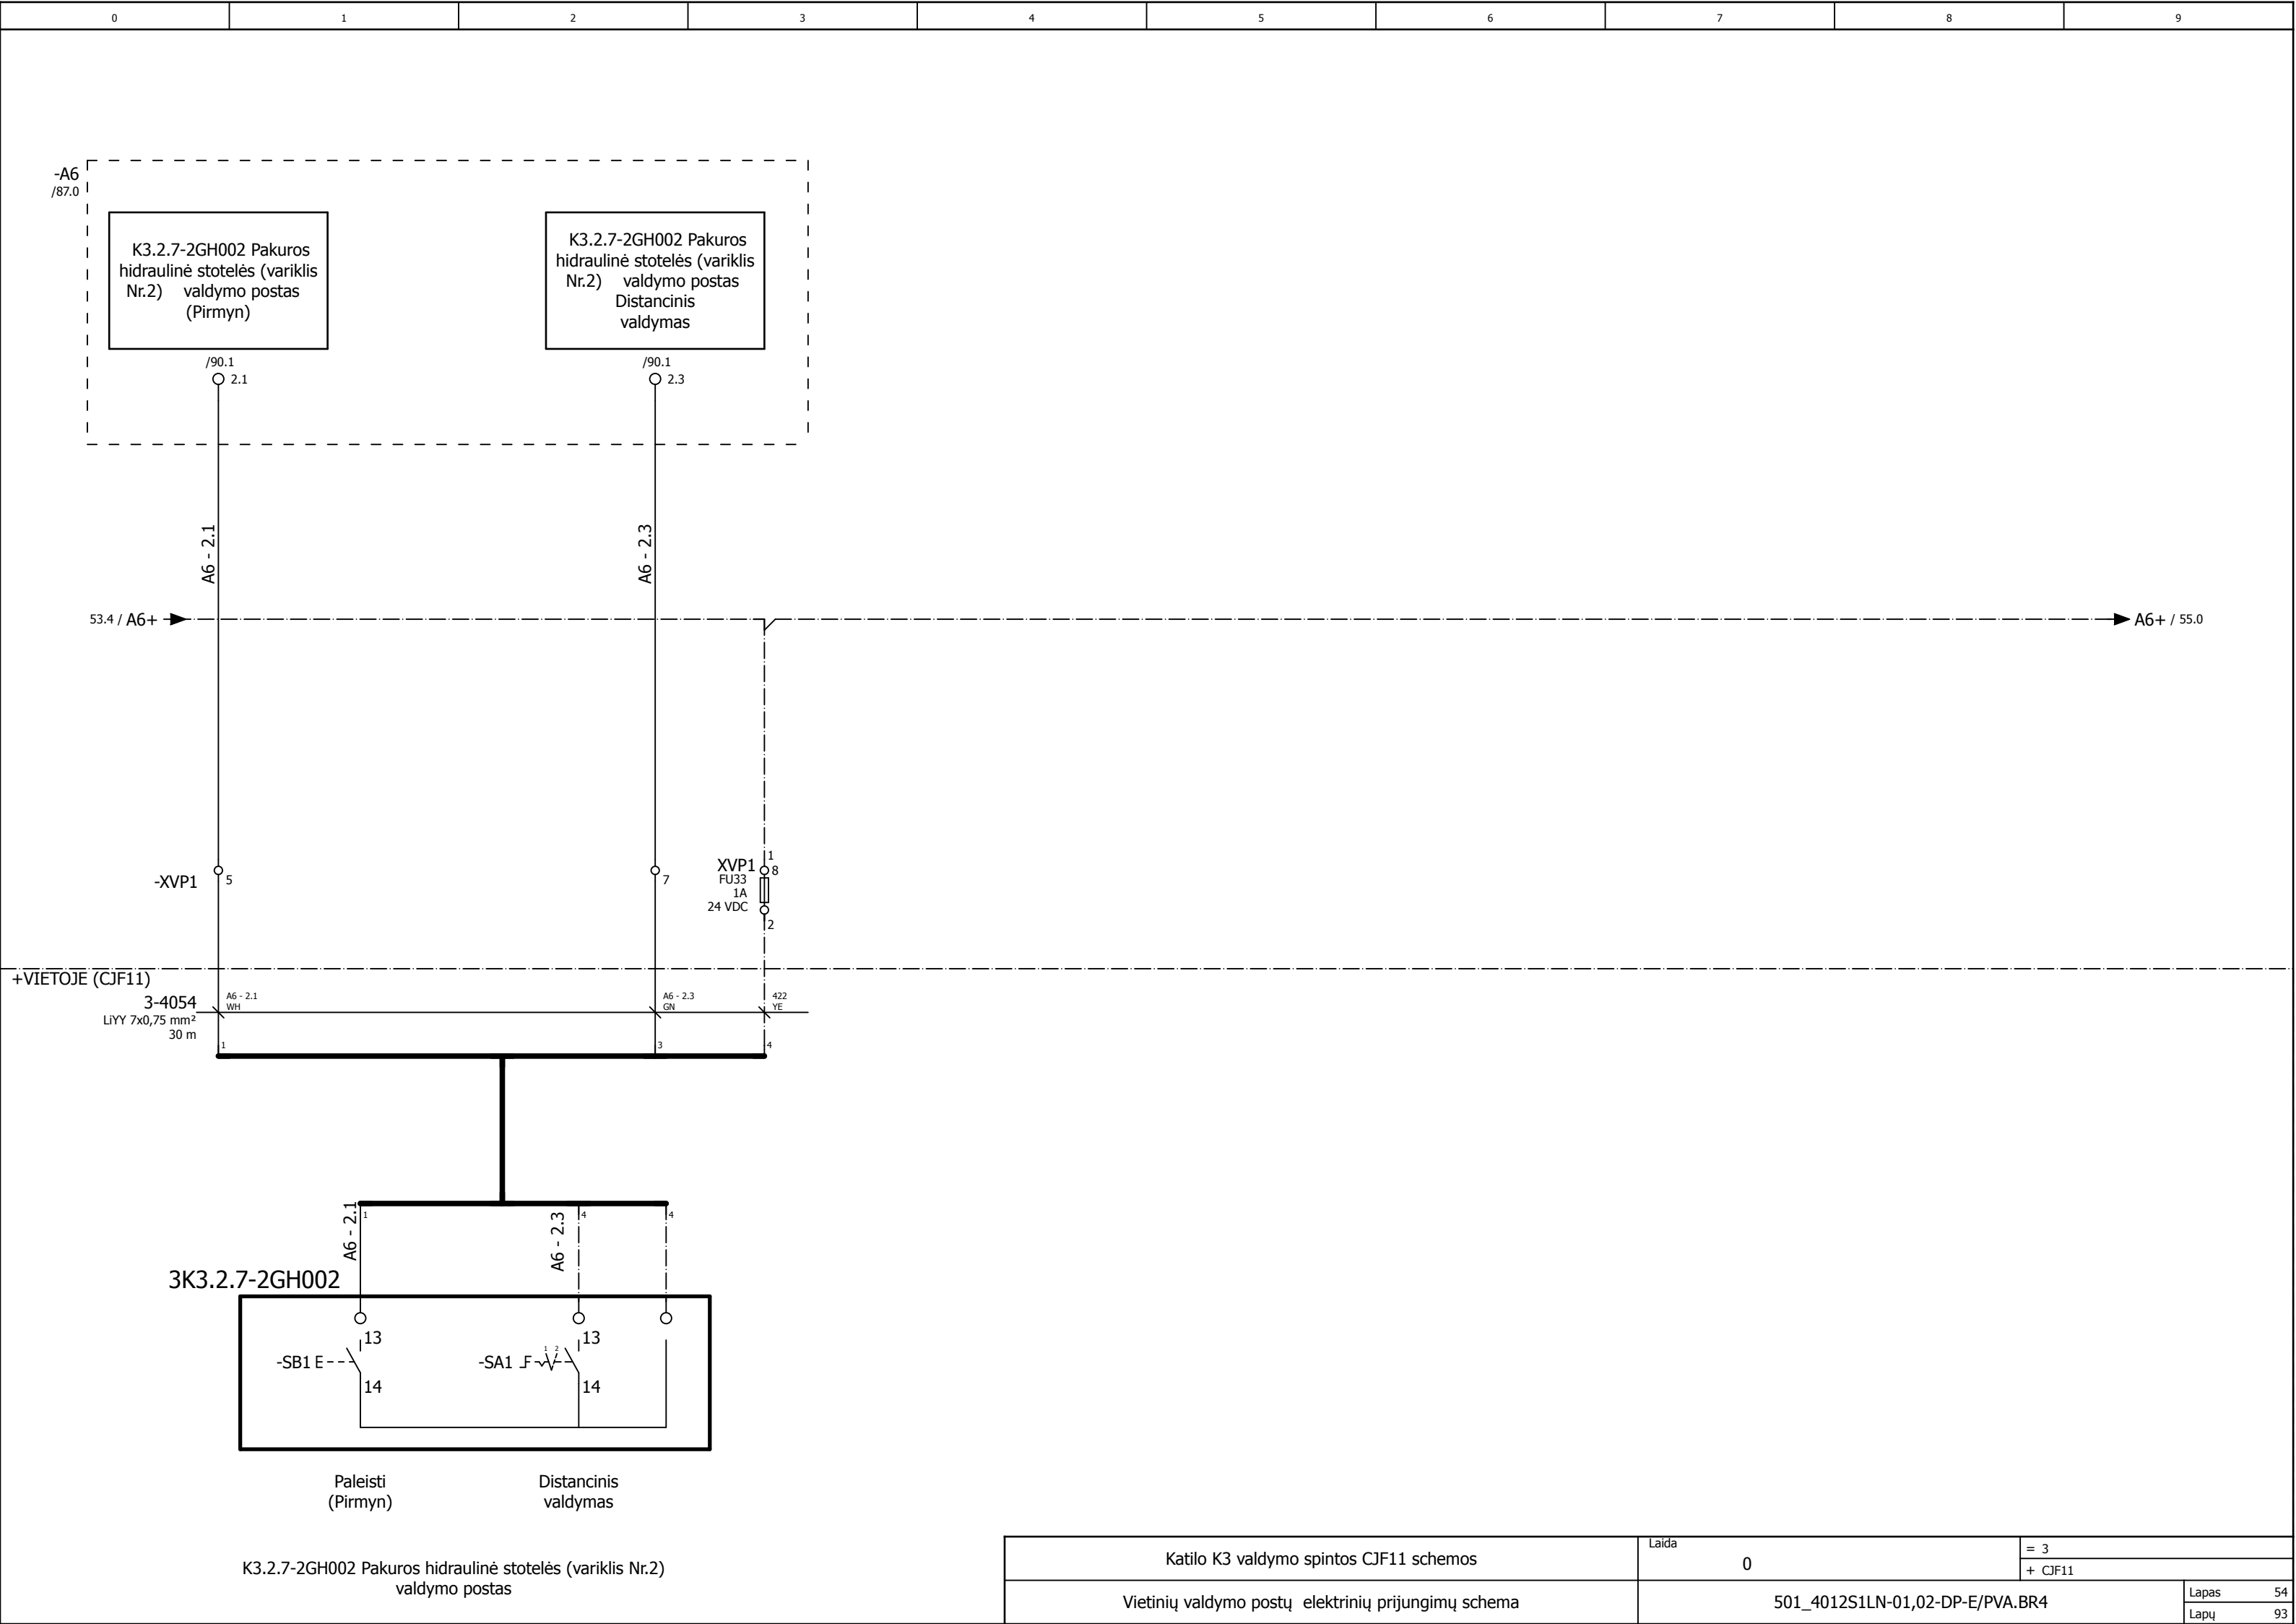 0 1 2 3 4 5 6 7 8 9
-A6
/87.0
K3.2.7-2GH002 Pakuros
hidraulinė stotelės (variklis
Nr.2) valdymo postas
(Pirmyn)
K3.2.7-2GH002 Pakuros
hidraulinė stotelės (variklis
Nr.2) valdymo postas
Distancinis
valdymas
/90.1
2.1
/90.1
2.3
A6 - 2.1
A6 - 2.3
53.4 / A6+
A6+ / 55.0
-XVP1
5
7
XVP1
FU33
1A
24 VDC
1
8
2
+VIETOJE (CJF11)
3-4054
LiYY 7x0,75 mm²
30 m
A6 - 2.1
WH
A6 - 2.3
GN
422
YE
1
3
4
A6 - 2.1
1
A6 - 2.3
4
4
3K3.2.7-2GH002
13
-SB1 E
14
13
-SA1 F
1 2
14
Paleisti
(Pirmyn)
Distancinis
valdymas
K3.2.7-2GH002 Pakuros hidraulinė stotelės (variklis Nr.2)
valdymo postas
Katilo K3 valdymo spintos CJF11 schemos
Laida
0
= 3
+ CJF11
Vietinių valdymo postų elektrinių prijungimų schema
501_4012S1LN-01,02-DP-E/PVA.BR4
Lapas 54
Lapų 93